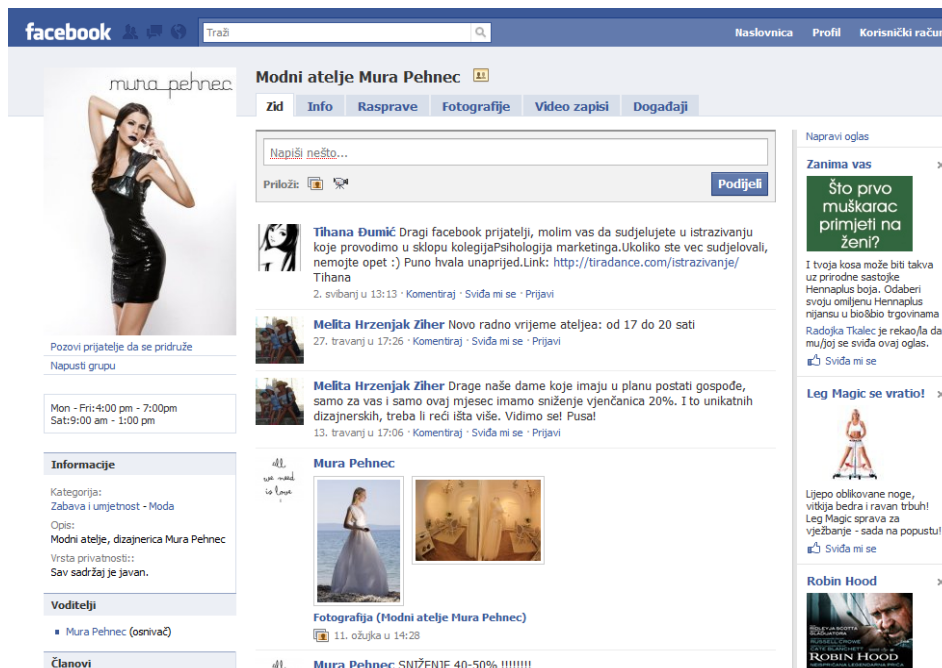 facebook
Traži
Naslovnica Profil Korisnički račun
mura pehnec
Modni atelje Mura Pehnec
Zid Info Rasprave Fotografije Video zapisi Događaji
Napiši nešto...
Priloži:
Podijeli
Tihana Đumić Dragi facebook prijatelji, molim vas da sudjelujete u istrazivanju
koje provodimo u sklopu kolegijaPsihologija marketinga.Ukoliko ste vec sudjelovali,
nemojte opet :) Puno hvala unaprijed.Link: http://tiradance.com/istrazivanje/
Tihana
2. svibanj u 13:13 · Komentiraj · Sviđa mi se · Prijavi
Melita Hrzenjak Ziher Novo radno vrijeme ateljea: od 17 do 20 sati
27. travanj u 17:26 · Komentiraj · Sviđa mi se · Prijavi
Melita Hrzenjak Ziher Drage naše dame koje imaju u planu postati gospođe,
samo za vas i samo ovaj mjesec imamo sniženje vjenčanica 20%. I to unikatnih
dizajnerskih, treba li reći išta više. Vidimo se! Pusa!
13. travanj u 17:06 · Komentiraj · Sviđa mi se · Prijavi
all
we need
is love
Mura Pehnec
Fotografija (Modni atelje Mura Pehnec)
11. ožujka u 14:28
all
Mura Pehnec SNIŽENJE 40-50% !!!!!!!!
Pozovi prijatelje da se pridruže
Napusti grupu
Mon - Fri:4:00 pm - 7:00pm
Sat:9:00 am - 1:00 pm
Informacije
Kategorija:
Zabava i umjetnost - Moda
Opis:
Modni atelje, dizajnerica Mura Pehnec
Vrsta privatnosti::
Sav sadržaj je javan.
Voditelji
Mura Pehnec (osnivač)
Članovi
Napravi oglas
Zanima vas
Što prvo
muškarac
primjeti na
ženi?
I tvoja kosa može biti takva
uz prirodne sastojke
Hennaplus boja. Odaberi
svoju omiljenu Hennaplus
nijansu u bio&bio trgovinama
Radojka Tkalec je rekao/la da
mu/joj se sviđa ovaj oglas.
Sviđa mi se
Leg Magic se vratio!
Lijepo oblikovane noge,
vitkija bedra i ravan trbuh!
Leg Magic sprava za
vježbanje - sada na popustu!
Sviđa mi se
Robin Hood
RUSSELL CROWE
CATE BLANCHETT
ROBIN HOOD